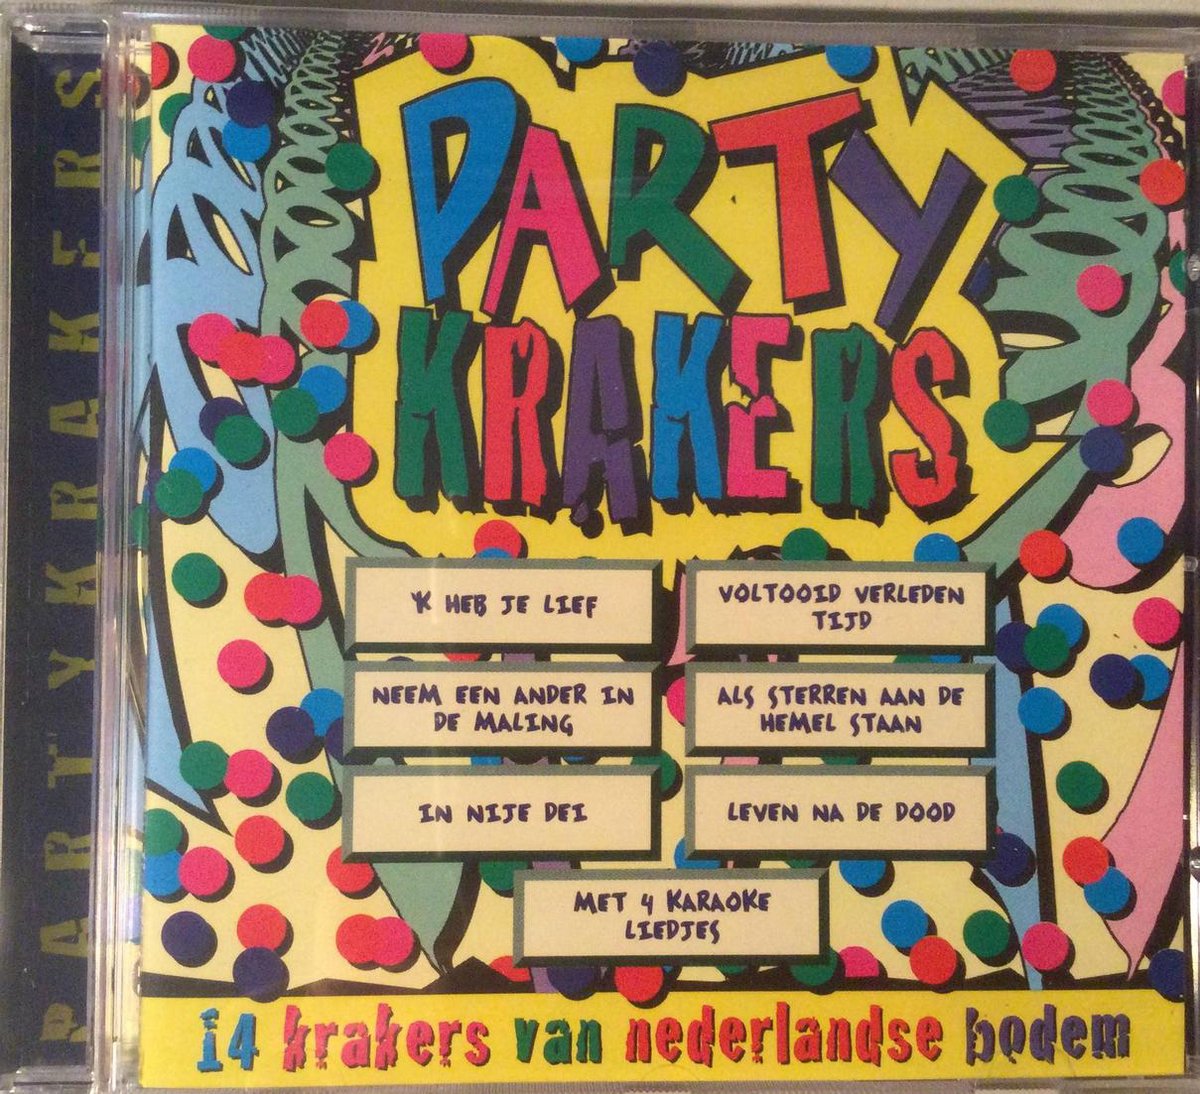 PARTYKRAKERS
PARTY
KRAKERS
'K HEB JE LIEF
VOLTOOID VERLEDEN
TIJD
NEEM EEN ANDER IN
DE MALING
ALS STERREN AAN DE
HEMEL STAAN
IN NIJE DEI
LEVEN NA DE DOOD
MET 4 KARAOKE
LIEDJES
14 krakers van nederlandse bodem